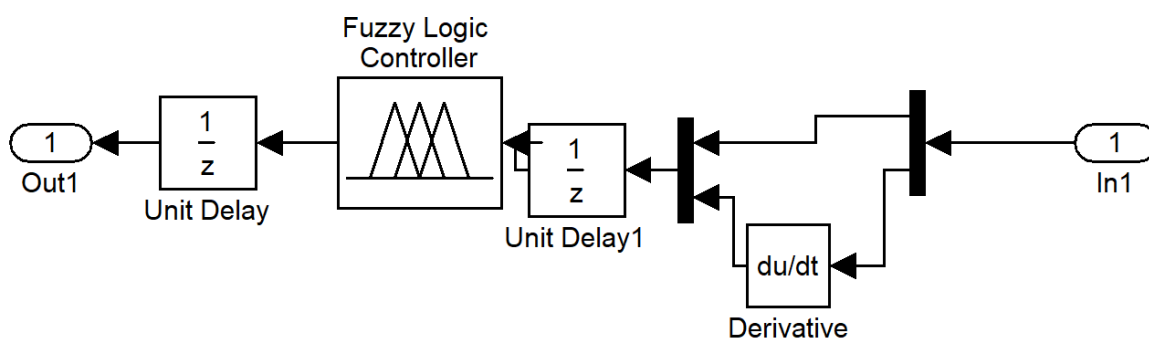 Fuzzy Logic
Controller
1
Out1
1
z
Unit Delay
1
z
Unit Delay1
du/dt
Derivative
1
In1